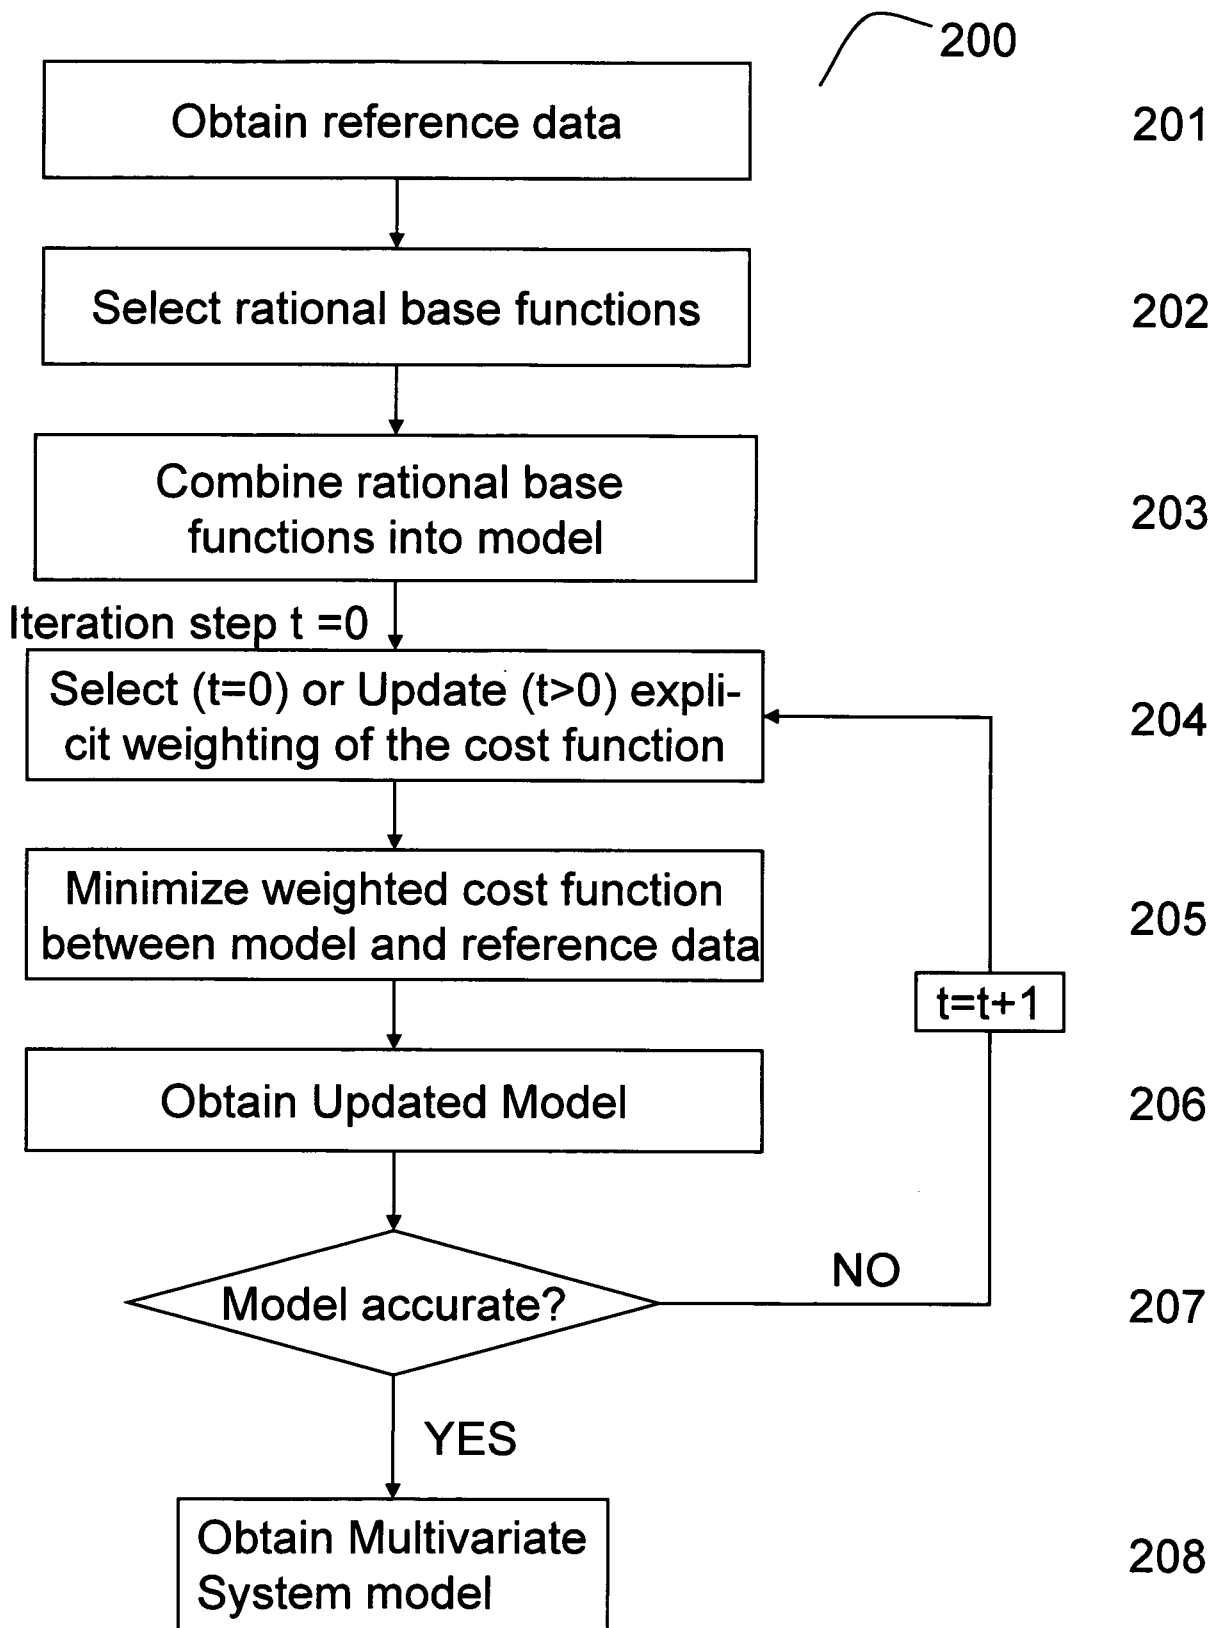 200
Obtain reference data
201
Select rational base functions
202
Combine rational base
functions into model
203
Iteration step t =0
Select (t=0) or Update (t>0) expli-
cit weighting of the cost function
204
Minimize weighted cost function
between model and reference data
205
t=t+1
Obtain Updated Model
206
Model accurate?
NO
207
YES
Obtain Multivariate
System model
208